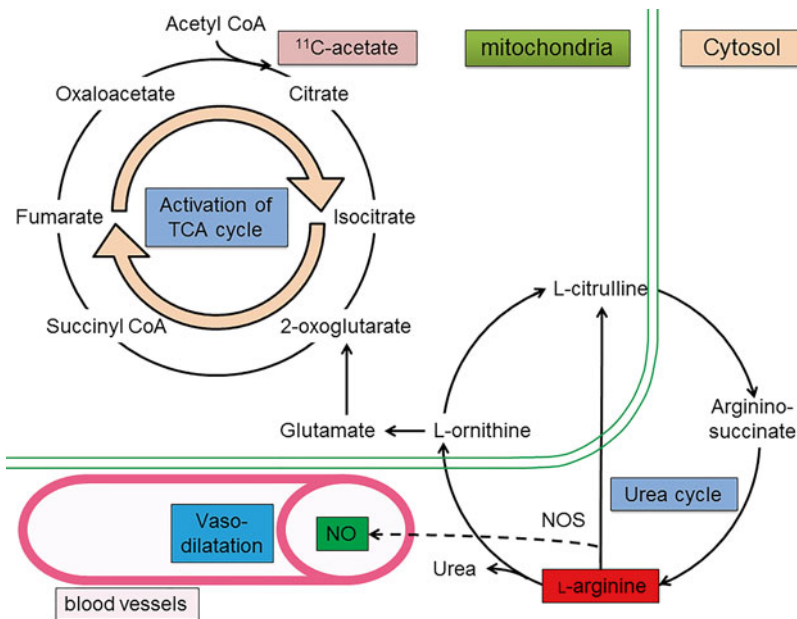 Acetyl CoA
¹¹C-acetate
mitochondria
Cytosol
Oxaloacetate
Citrate
Fumarate
Activation of
TCA cycle
Isocitrate
Succinyl CoA
2-oxoglutarate
L-citrulline
Glutamate
L-ornithine
Arginino-
succinate
Urea cycle
Vaso-
dilatation
NO
NOS
Urea
L-arginine
blood vessels